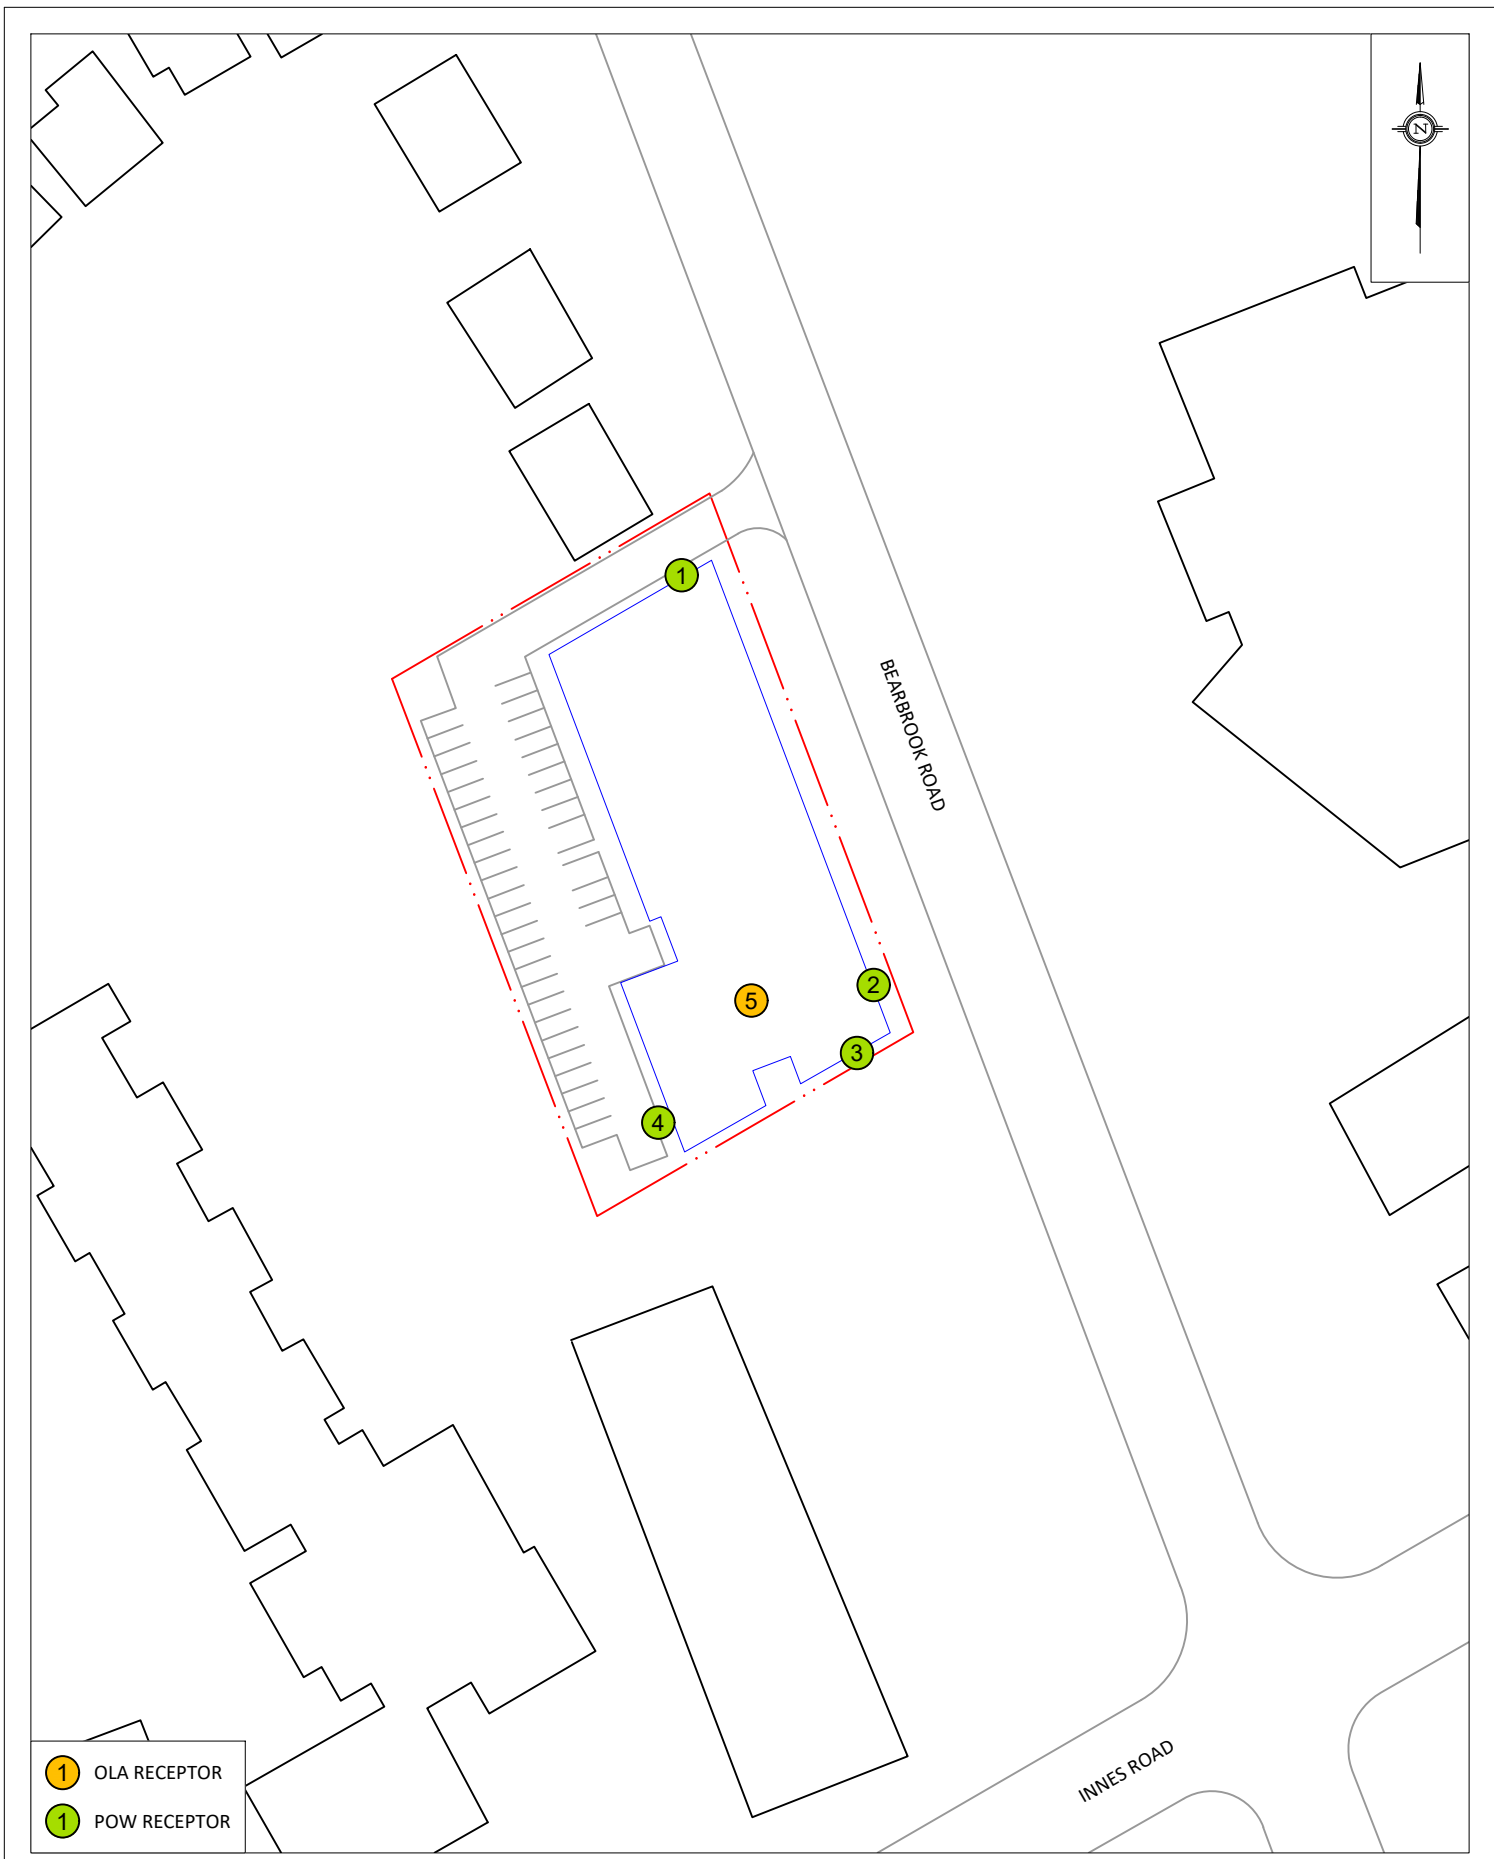 N
1
BEARBROOK ROAD
2
5
3
4
INNES ROAD
1 OLA RECEPTOR
1 POW RECEPTOR